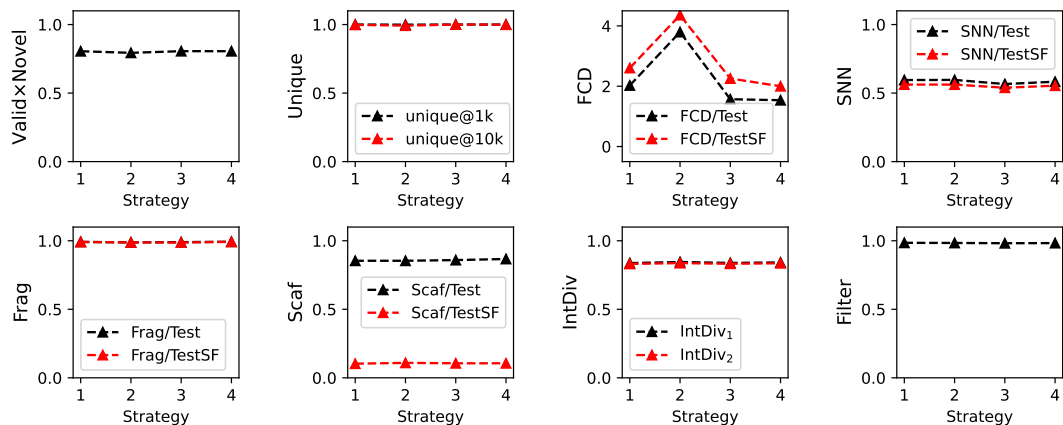 Valid×Novel
1.0
0.5
0.0
1 2 3 4
Strategy
Unique
1.0
0.5
0.0
unique@1k
unique@10k
1 2 3 4
Strategy
FCD
4
2
0
FCD/Test
FCD/TestSF
1 2 3 4
Strategy
SNN
1.0
0.5
0.0
SNN/Test
SNN/TestSF
1 2 3 4
Strategy
Frag
1.0
0.5
0.0
Frag/Test
Frag/TestSF
1 2 3 4
Strategy
Scaf
1.0
0.5
0.0
Scaf/Test
Scaf/TestSF
1 2 3 4
Strategy
IntDiv
1.0
0.5
0.0
IntDiv₁
IntDiv₂
1 2 3 4
Strategy
Filter
1.0
0.5
0.0
1 2 3 4
Strategy